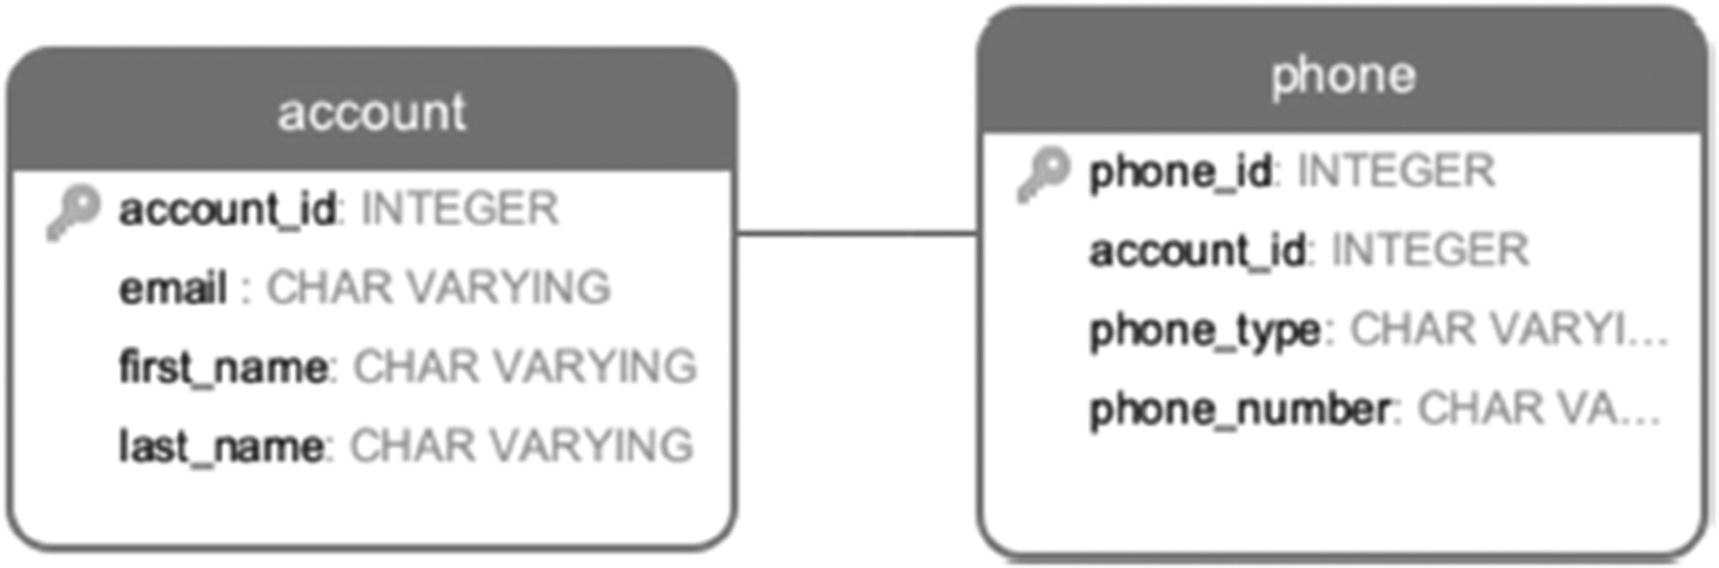 account
account_id: INTEGER
email : CHAR VARYING
first_name: CHAR VARYING
last_name: CHAR VARYING
phone
phone_id: INTEGER
account_id: INTEGER
phone_type: CHAR VARYI...
phone_number: CHAR VA...